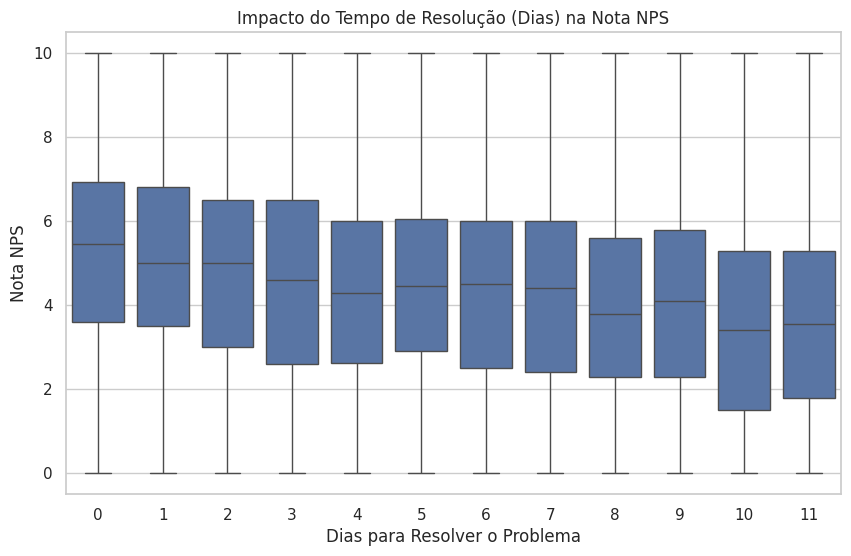 Impacto do Tempo de Resolução (Dias) na Nota NPS
Nota NPS
10
8
6
4
2
0
0 1 2 3 4 5 6 7 8 9 10 11
Dias para Resolver o Problema